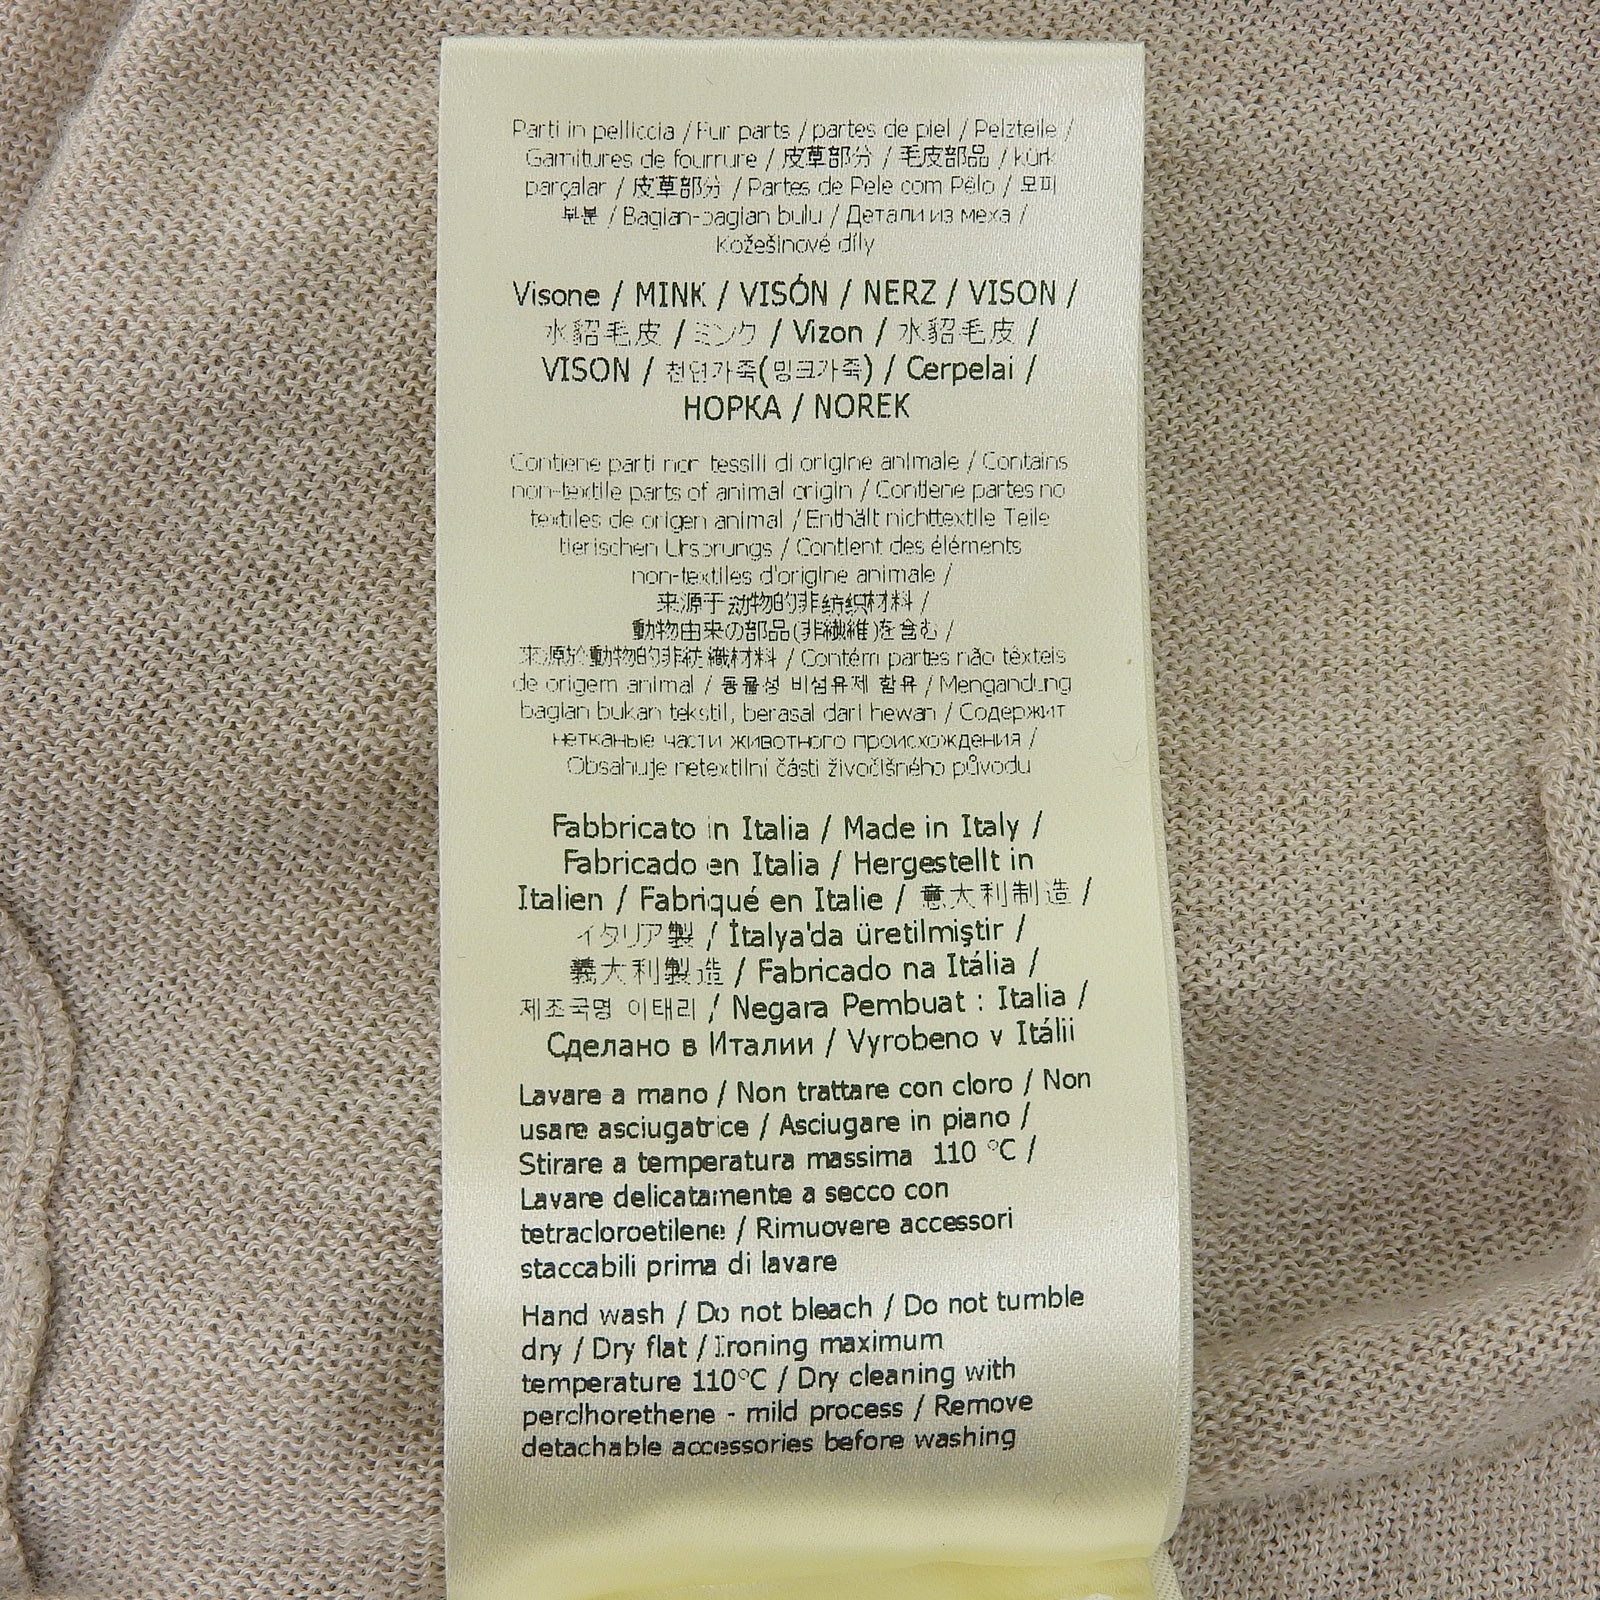 Parti in pelliccia / Fur parts / partes de piel / Pelzteile /
Garnitures de fourrure / 皮草部分 / 毛皮部品 / kürk
parçalar / 皮草部分 / Partes de Pele com Pêlo / 모피
부분 / Bagian-bagian bulu / Детали из меха /
Kožešinové díly
Visone / MINK / VISÓN / NERZ / VISON /
水貂毛皮 / ミンク / Vizon / 水貂毛皮 /
VISON / 천연가죽(밍크가죽) / Cerpelai /
НОРКА / NOREK
Contiene parti non tessili di origine animale / Contains
non-textile parts of animal origin / Contiene partes no
textiles de origen animal / Enthält nichttextile Teile
tierischen Ursprungs / Contient des éléments
non-textiles d'origine animale /
来源于动物的非纺织材料 /
動物由来の部品(非繊維)を含む /
來源於動物的非紡織材料 / Contém partes não têxteis
de origem animal / 동물성 비섬유제 함유 / Mengandung
bagian bukan tekstil, berasal dari hewan / Содержит
нетканые части животного происхождения /
Obsahuje netextilní části živočišného původu
Fabbricato in Italia / Made in Italy /
Fabricado en Italia / Hergestellt in
Italien / Fabriqué en Italie / 意大利制造 /
イタリア製 / İtalya'da üretilmiştir /
義大利製造 / Fabricado na Itália /
제조국명 이태리 / Negara Pembuat : Italia /
Сделано в Италии / Vyrobeno v Itálii
Lavare a mano / Non trattare con cloro / Non
usare asciugatrice / Asciugare in piano /
Stirare a temperatura massima 110 °C /
Lavare delicatamente a secco con
tetracloroetilene / Rimuovere accessori
staccabili prima di lavare
Hand wash / Do not bleach / Do not tumble
dry / Dry flat / Ironing maximum
temperature 110°C / Dry cleaning with
perclhorethene - mild process / Remove
detachable accessories before washing